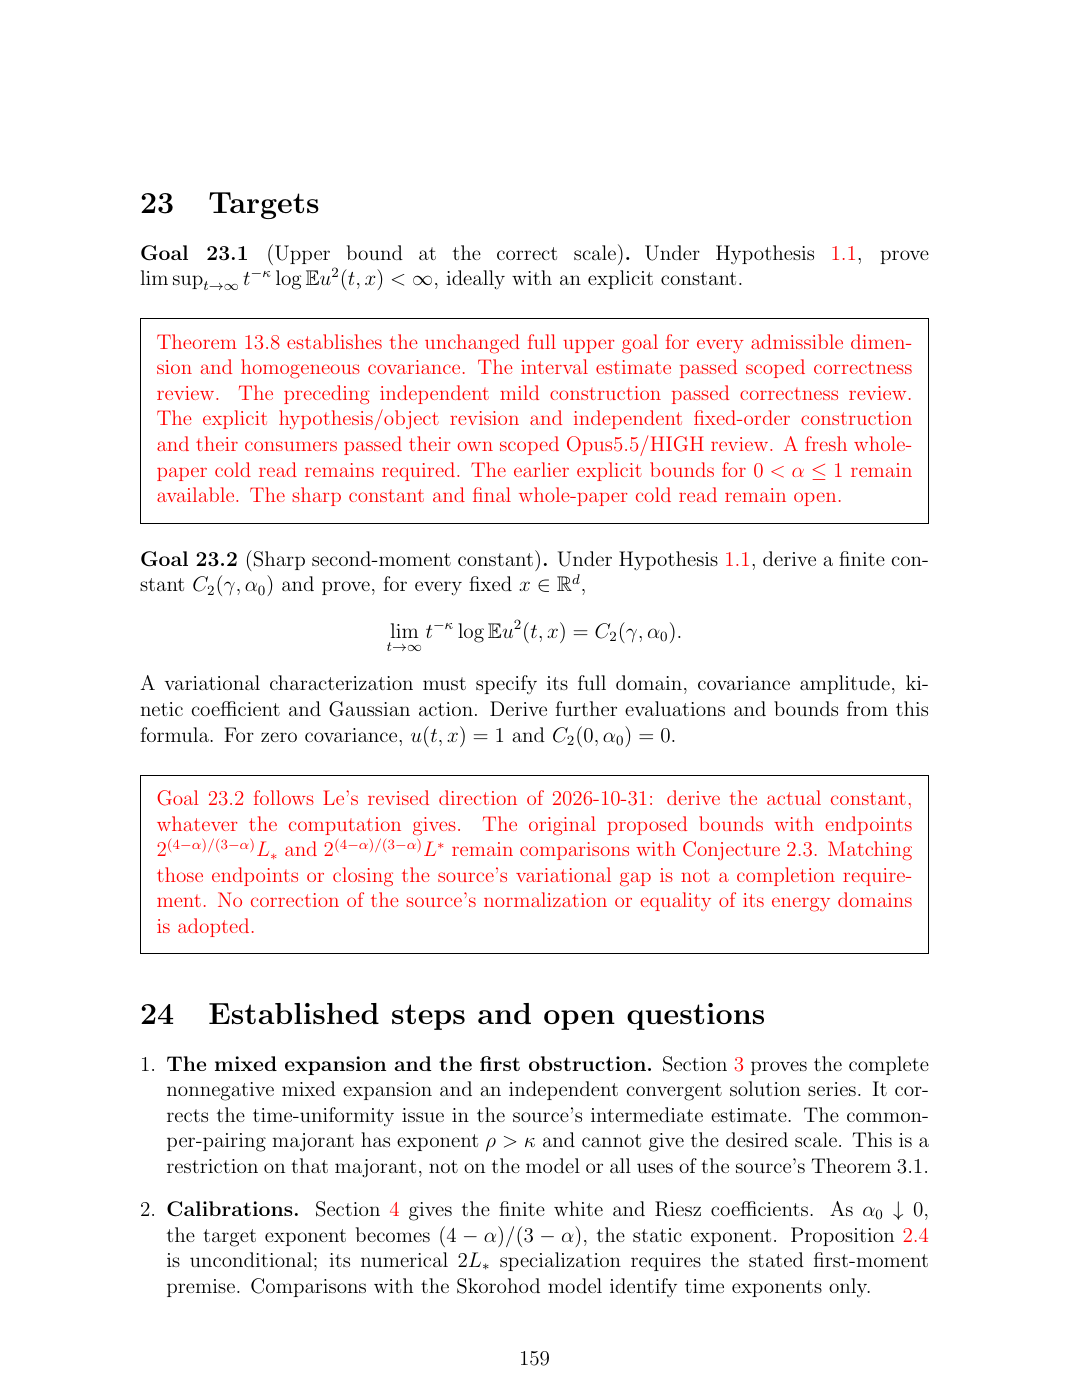 23 Targets
Goal 23.1 (Upper bound at the correct scale). Under Hypothesis 1.1, prove
lim sup_{t→∞} t^{−κ} log 𝔼u²(t, x) < ∞, ideally with an explicit constant.
Theorem 13.8 establishes the unchanged full upper goal for every admissible dimen-
sion and homogeneous covariance. The interval estimate passed scoped correctness
review. The preceding independent mild construction passed correctness review.
The explicit hypothesis/object revision and independent fixed-order construction
and their consumers passed their own scoped Opus5.5/HIGH review. A fresh whole-
paper cold read remains required. The earlier explicit bounds for 0 < α ≤ 1 remain
available. The sharp constant and final whole-paper cold read remain open.
Goal 23.2 (Sharp second-moment constant). Under Hypothesis 1.1, derive a finite con-
stant C₂(γ, α₀) and prove, for every fixed x ∈ ℝ^d,
lim_{t→∞} t^{−κ} log 𝔼u²(t, x) = C₂(γ, α₀).
A variational characterization must specify its full domain, covariance amplitude, ki-
netic coefficient and Gaussian action. Derive further evaluations and bounds from this
formula. For zero covariance, u(t, x) = 1 and C₂(0, α₀) = 0.
Goal 23.2 follows Le's revised direction of 2026-10-31: derive the actual constant,
whatever the computation gives. The original proposed bounds with endpoints
2^{(4−α)/(3−α)}L_* and 2^{(4−α)/(3−α)}L^* remain comparisons with Conjecture 2.3. Matching
those endpoints or closing the source's variational gap is not a completion require-
ment. No correction of the source's normalization or equality of its energy domains
is adopted.
24 Established steps and open questions
1. The mixed expansion and the first obstruction. Section 3 proves the complete
nonnegative mixed expansion and an independent convergent solution series. It cor-
rects the time-uniformity issue in the source's intermediate estimate. The common-
per-pairing majorant has exponent ρ > κ and cannot give the desired scale. This is a
restriction on that majorant, not on the model or all uses of the source's Theorem 3.1.
2. Calibrations. Section 4 gives the finite white and Riesz coefficients. As α₀ ↓ 0,
the target exponent becomes (4 − α)/(3 − α), the static exponent. Proposition 2.4
is unconditional; its numerical 2L_* specialization requires the stated first-moment
premise. Comparisons with the Skorohod model identify time exponents only.
159